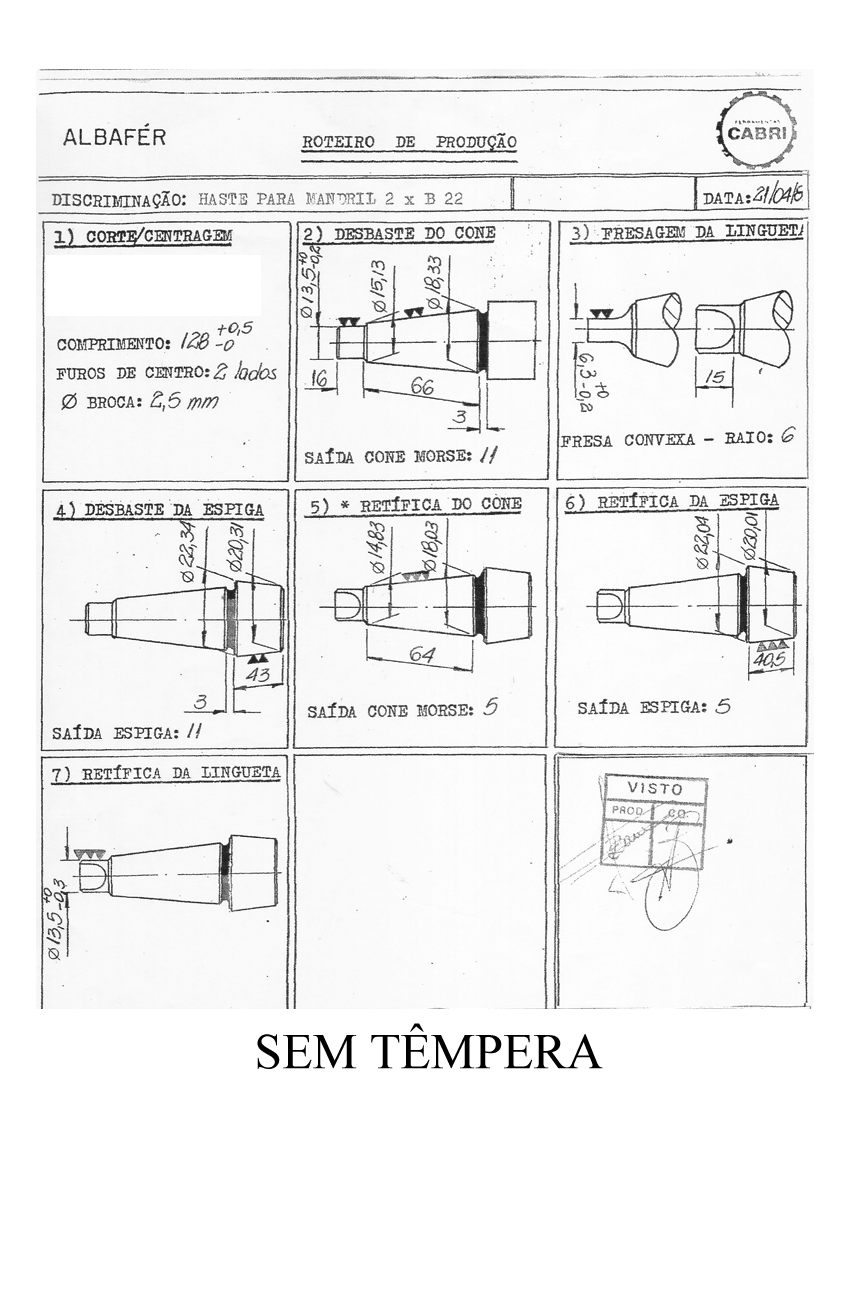 ALBAFÉR
ROTEIRO DE PRODUÇÃO
FERRAMENTAS
CABRI
DISCRIMINAÇÃO: HASTE PARA MANDRIL 2 x B 22
DATA: 21/04/8
1) CORTE/CENTRAGEM
COMPRIMENTO: 128 +0,5 -0
FUROS DE CENTRO: 2 lados
Ø BROCA: 2,5 mm
2) DESBASTE DO CONE
Ø13,5 +0 -0,2
Ø15,13
Ø18,33
16
66
3
SAÍDA CONE MORSE: 11
3) FRESAGEM DA LINGUETA
6,3 +0 -0,2
15
FRESA CONVEXA - RAIO: 6
4) DESBASTE DA ESPIGA
Ø22,34
Ø20,31
43
3
SAÍDA ESPIGA: 11
5) * RETÍFICA DO CONE
Ø14,83
Ø18,03
64
SAÍDA CONE MORSE: 5
6) RETÍFICA DA ESPIGA
Ø22,04
Ø20,01
40,5
SAÍDA ESPIGA: 5
7) RETÍFICA DA LINGUETA
Ø13,5 +0 -0,3
VISTO
PROD
CQ.
SEM TÊMPERA